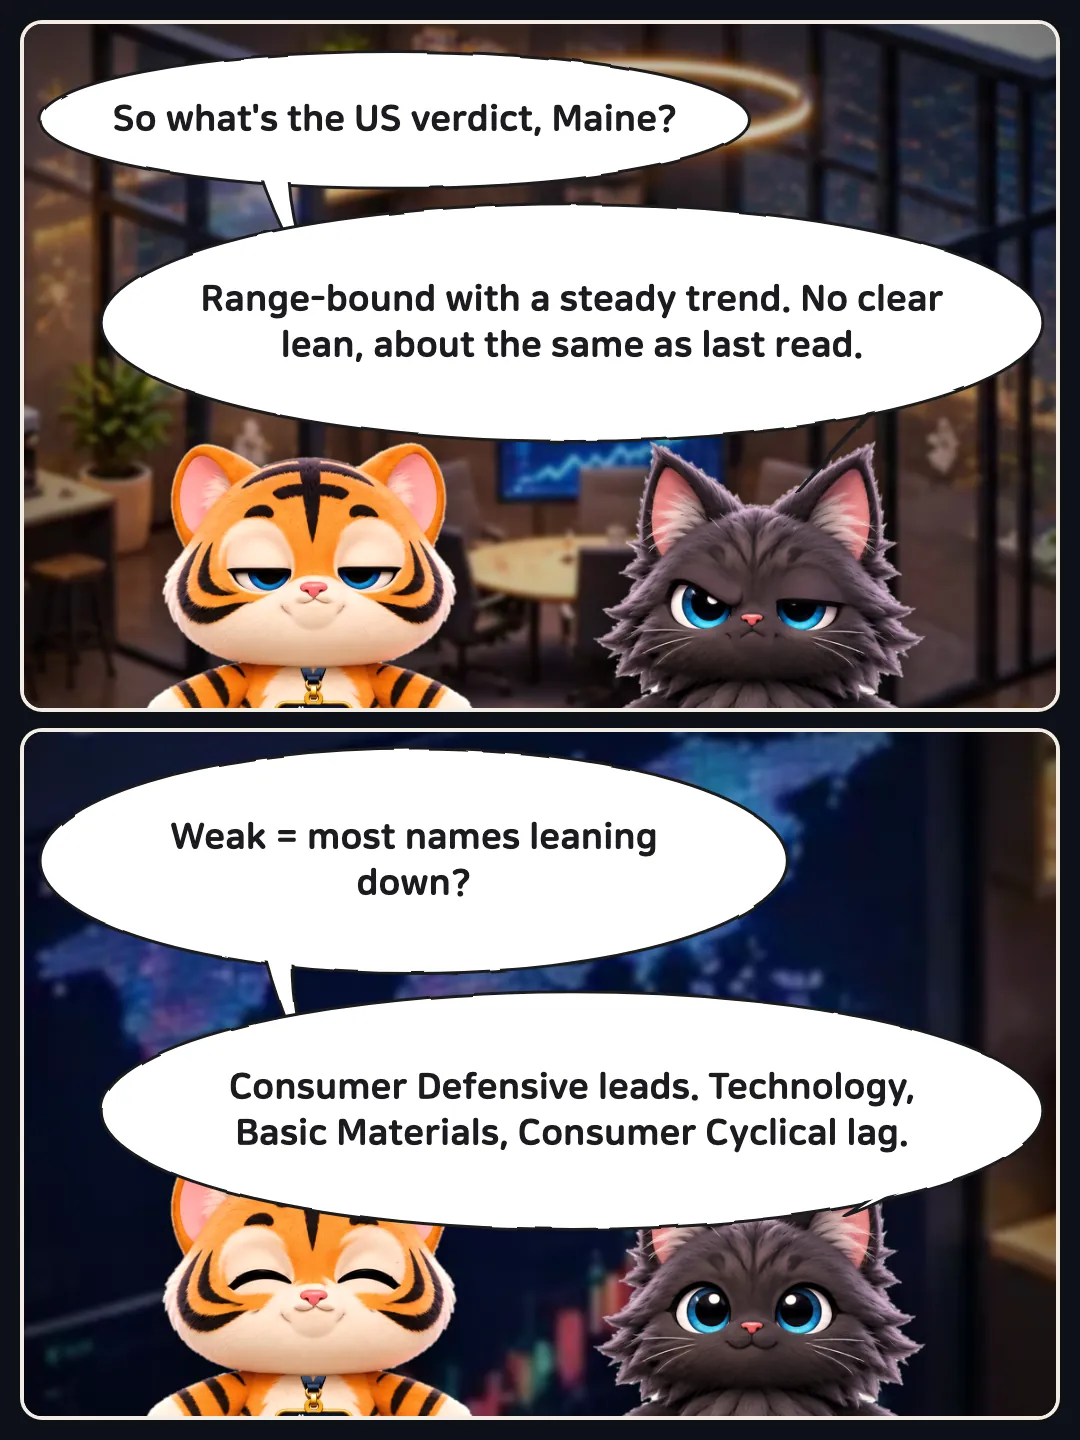 So what's the US verdict, Maine?
Range-bound with a steady trend. No clear
lean, about the same as last read.
Weak = most names leaning
down?
Consumer Defensive leads. Technology,
Basic Materials, Consumer Cyclical lag.